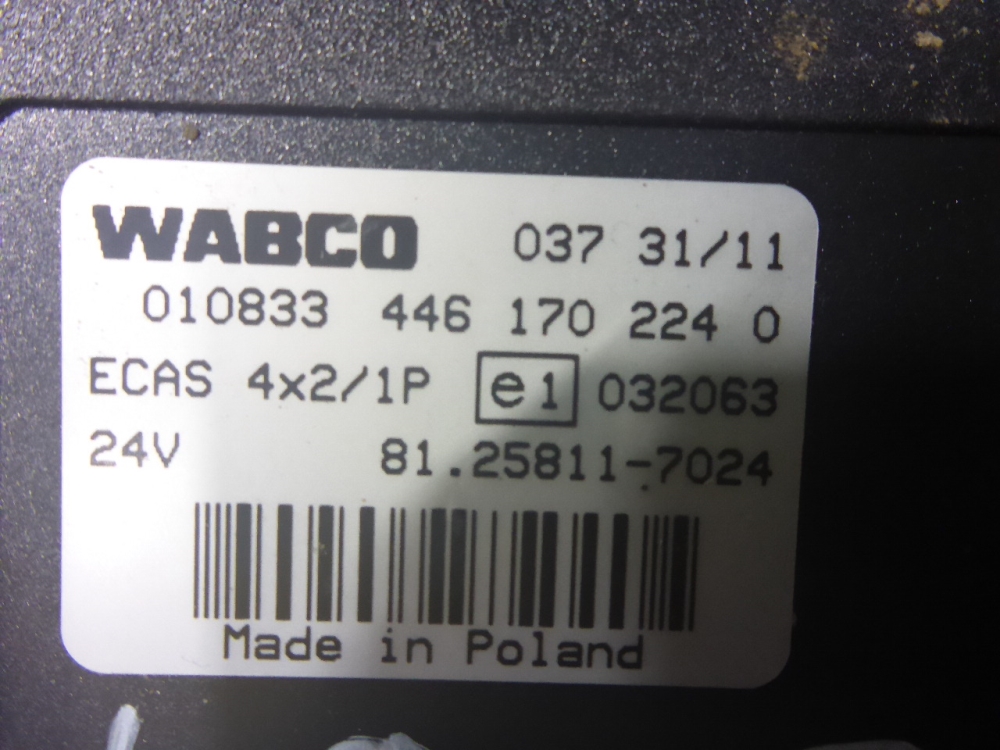 WABCO 037 31/11
010833 446 170 224 0
ECAS 4x2/1P e1 032063
24V 81.25811-7024
Made in Poland